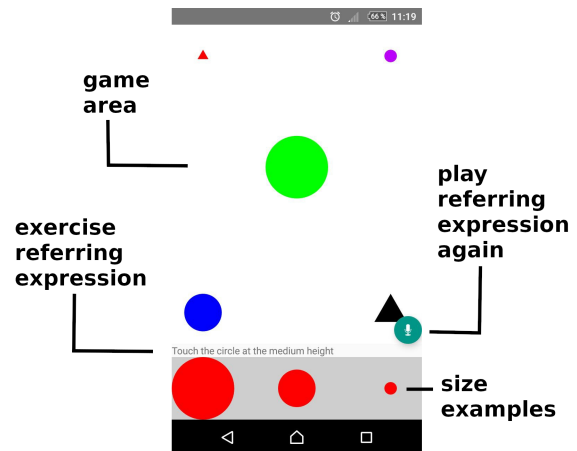 66% 11:19
game
area
play
referring
expression
again
exercise
referring
expression
Touch the circle at the medium height
size
examples